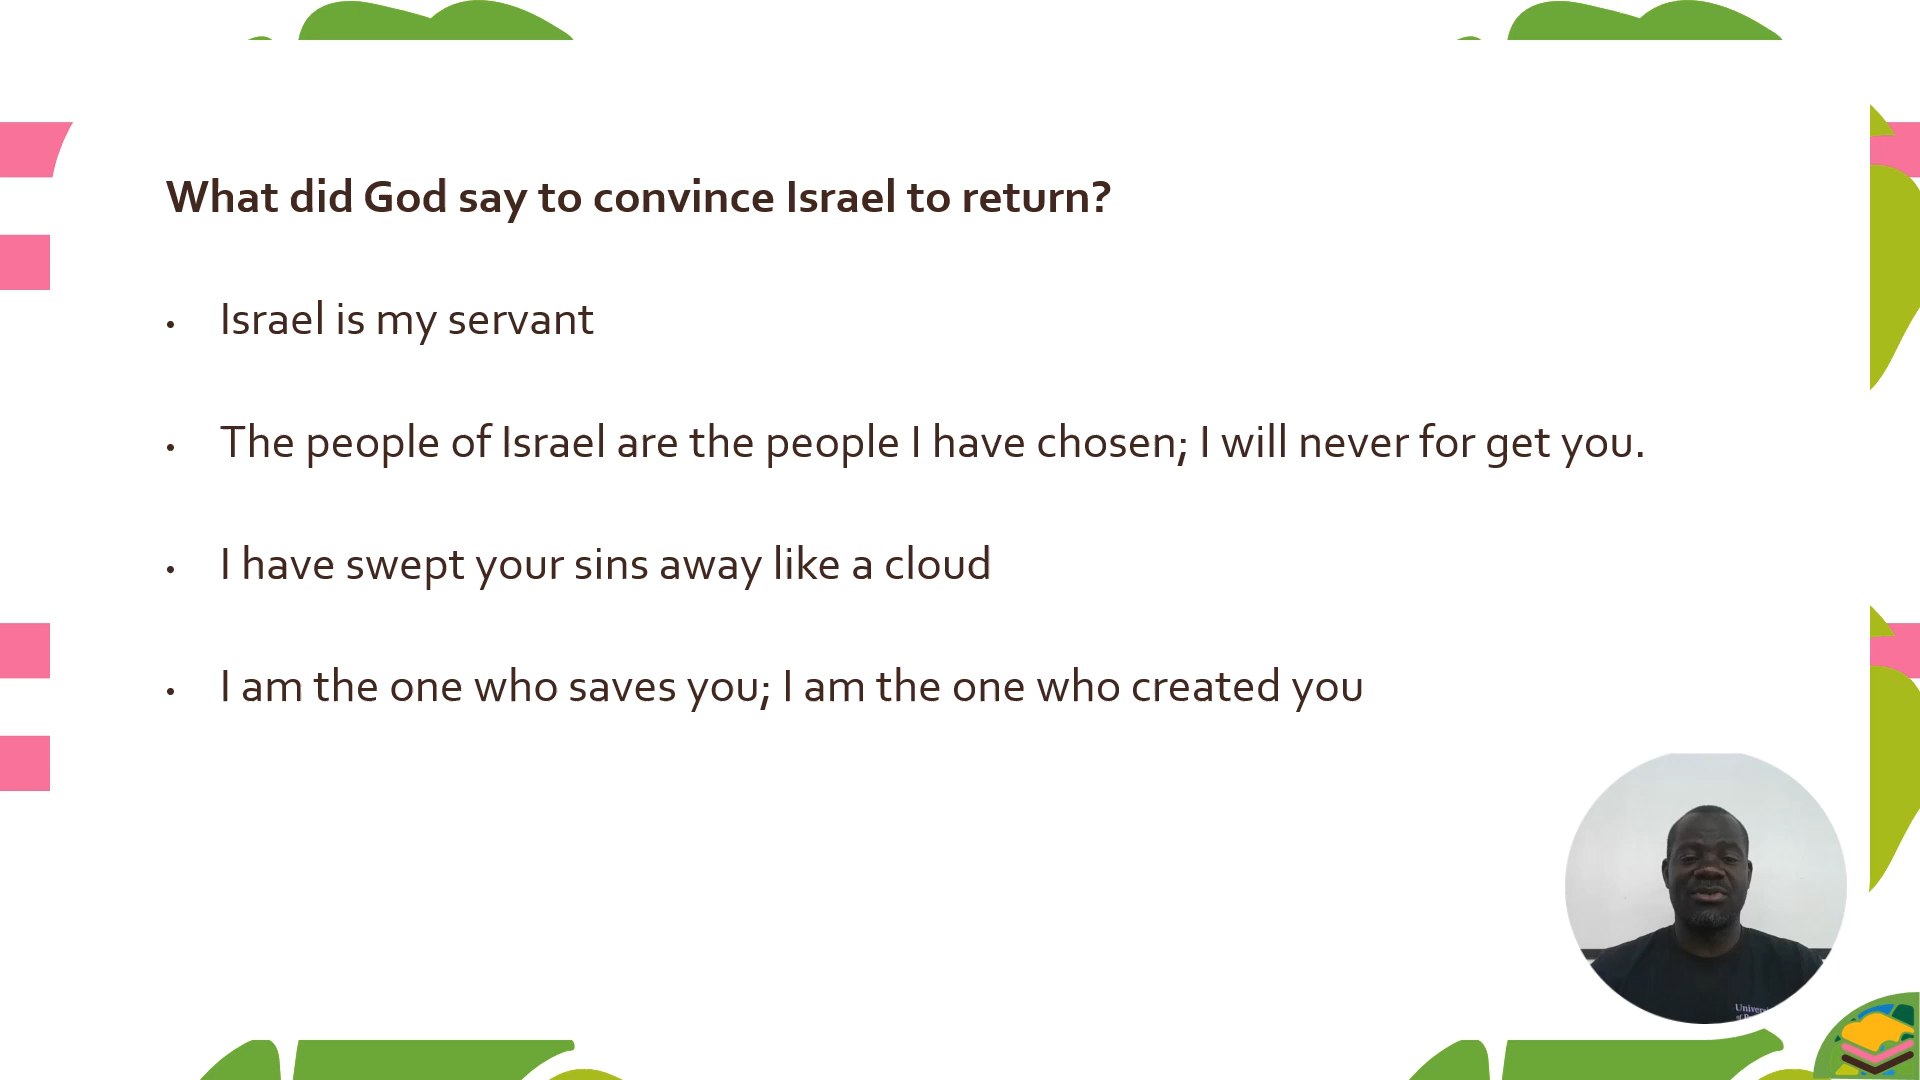 What did God say to convince Israel to return?
• Israel is my servant
• The people of Israel are the people I have chosen; I will never for get you.
• I have swept your sins away like a cloud
• I am the one who saves you; I am the one who created you